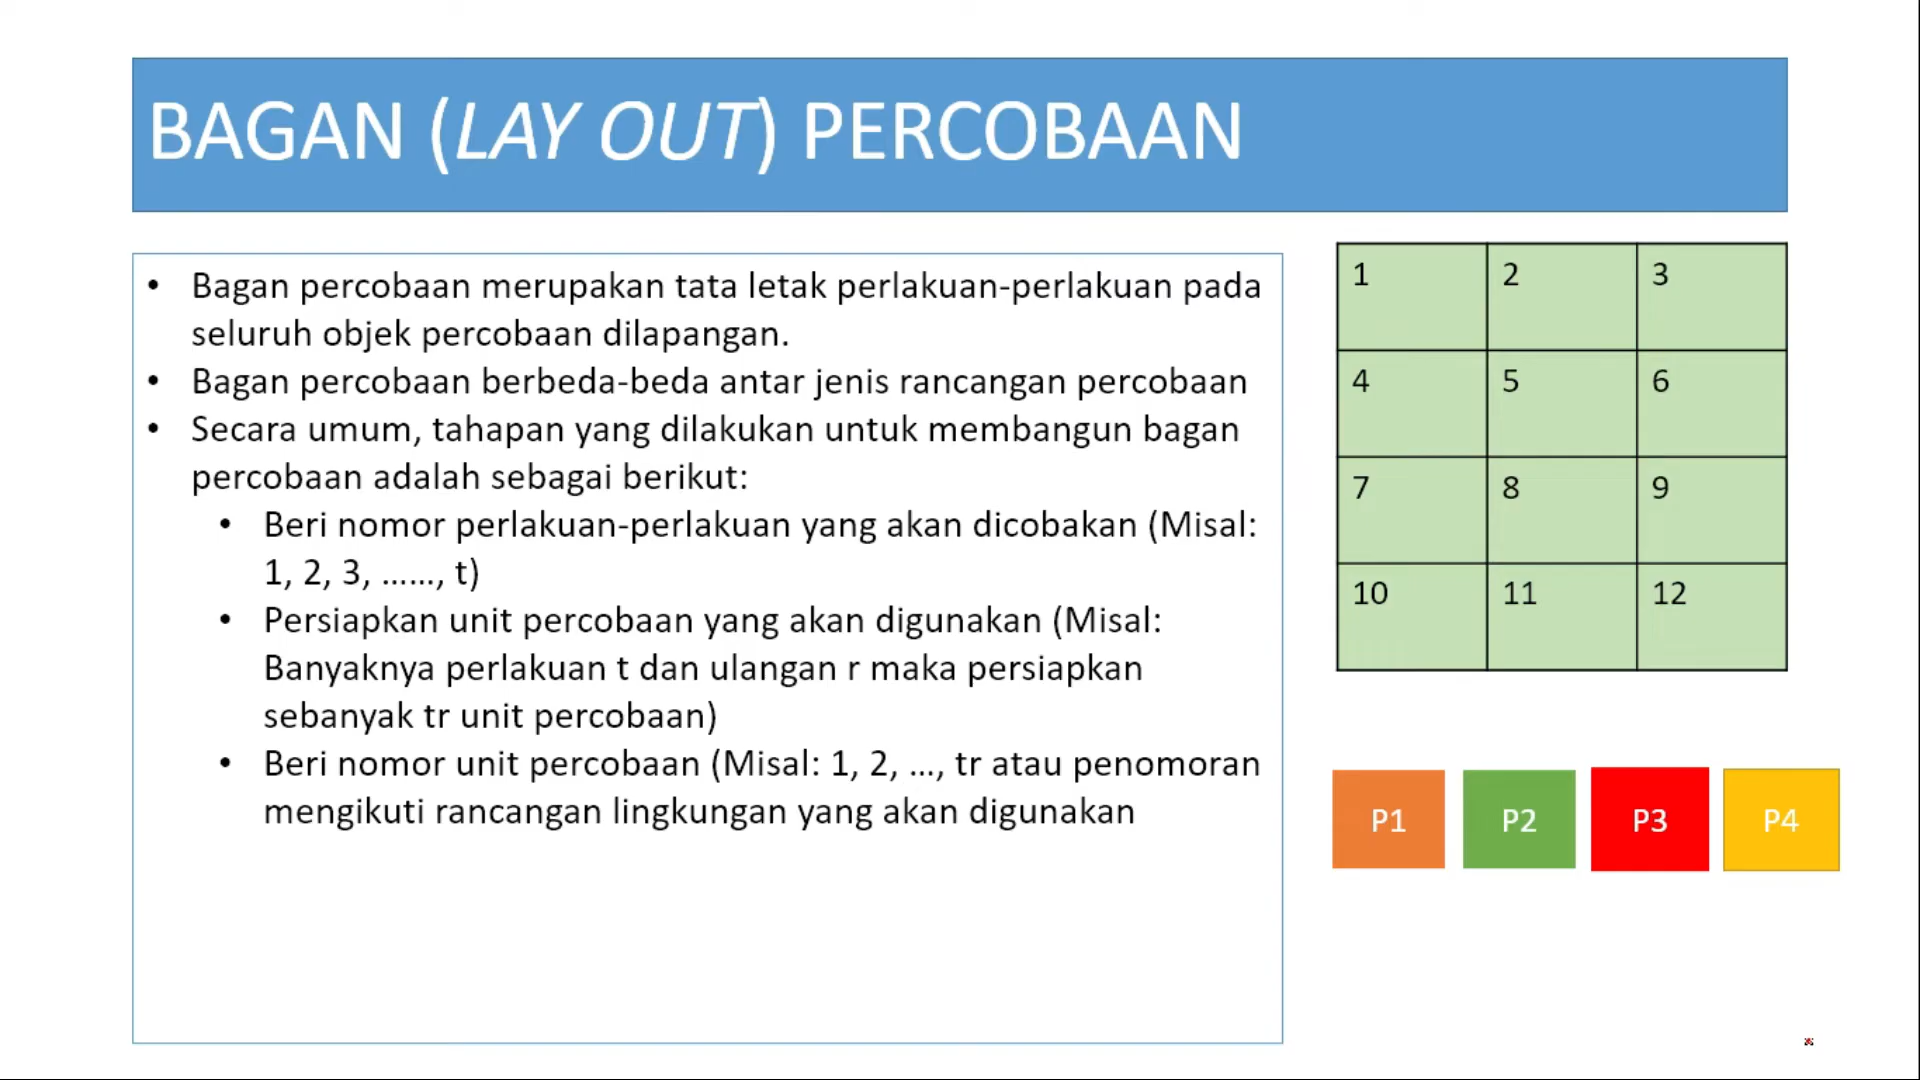 BAGAN (LAY OUT) PERCOBAAN
• Bagan percobaan merupakan tata letak perlakuan-perlakuan pada
seluruh objek percobaan dilapangan.
• Bagan percobaan berbeda-beda antar jenis rancangan percobaan
• Secara umum, tahapan yang dilakukan untuk membangun bagan
percobaan adalah sebagai berikut:
• Beri nomor perlakuan-perlakuan yang akan dicobakan (Misal:
1, 2, 3, ……, t)
• Persiapkan unit percobaan yang akan digunakan (Misal:
Banyaknya perlakuan t dan ulangan r maka persiapkan
sebanyak tr unit percobaan)
• Beri nomor unit percobaan (Misal: 1, 2, …, tr atau penomoran
mengikuti rancangan lingkungan yang akan digunakan
1 2 3
4 5 6
7 8 9
10 11 12
P1 P2 P3 P4